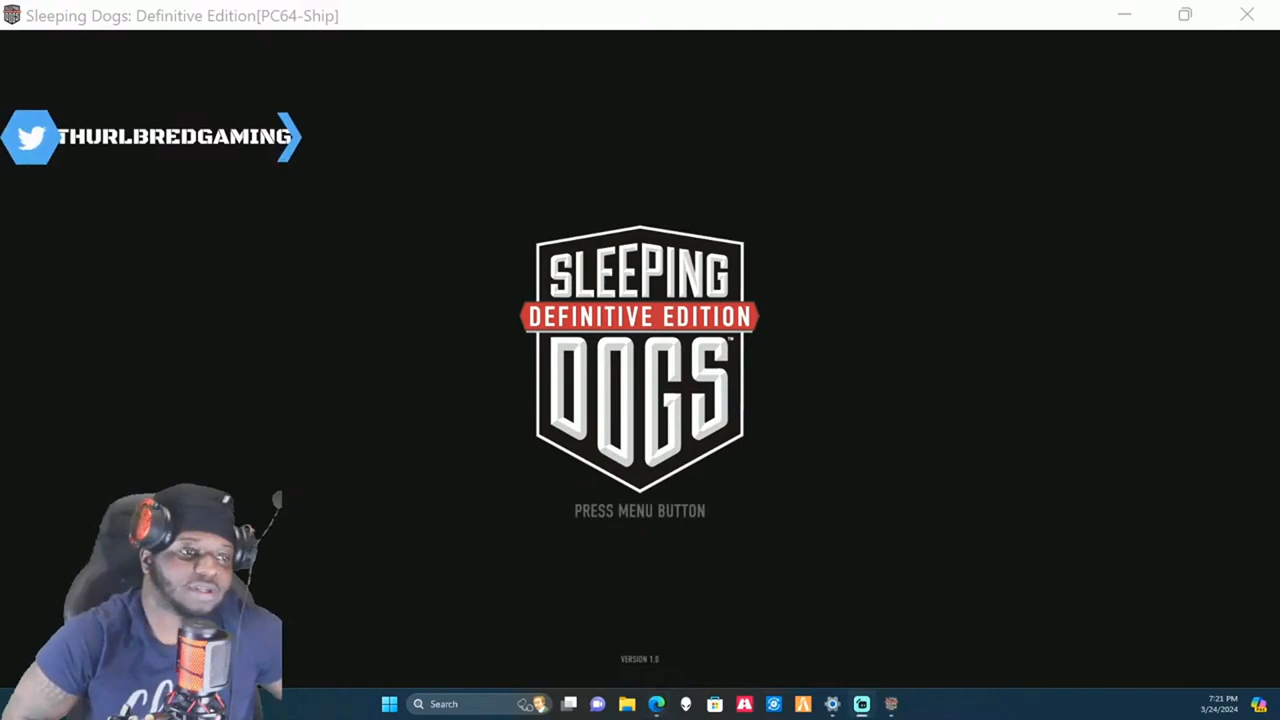 Sleeping Dogs: Definitive Edition[PC64-Ship]
THURLBREDGAMING
SLEEPING
DEFINITIVE EDITION
DOGS™
PRESS MENU BUTTON
VERSION 1.0
Search
7:21 PM
3/24/2024